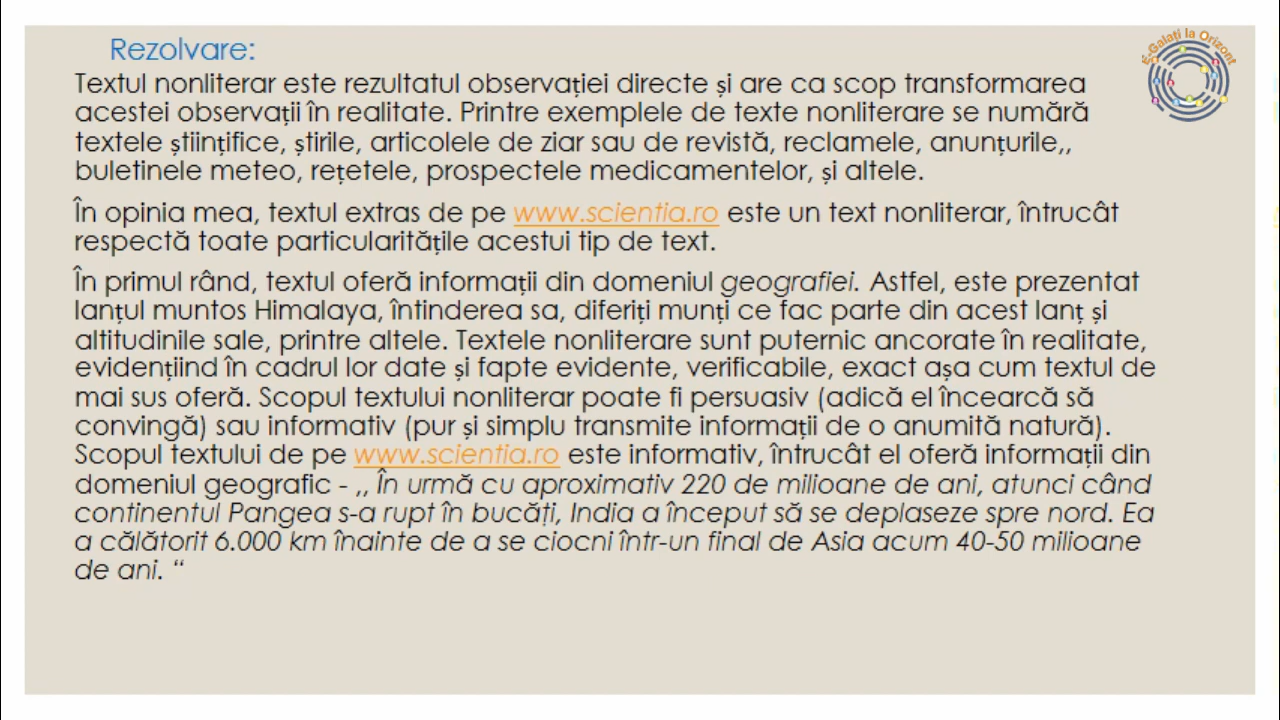 Rezolvare:
E-Galați la Orizont
Textul nonliterar este rezultatul observației directe și are ca scop transformarea
acestei observații în realitate. Printre exemplele de texte nonliterare se numără
textele științifice, știrile, articolele de ziar sau de revistă, reclamele, anunțurile,,
buletinele meteo, rețetele, prospectele medicamentelor, și altele.
În opinia mea, textul extras de pe www.scientia.ro este un text nonliterar, întrucât
respectă toate particularitățile acestui tip de text.
În primul rând, textul oferă informații din domeniul geografiei. Astfel, este prezentat
lanțul muntos Himalaya, întinderea sa, diferiți munți ce fac parte din acest lanț și
altitudinile sale, printre altele. Textele nonliterare sunt puternic ancorate în realitate,
evidențiind în cadrul lor date și fapte evidente, verificabile, exact așa cum textul de
mai sus oferă. Scopul textului nonliterar poate fi persuasiv (adică el încearcă să
convingă) sau informativ (pur și simplu transmite informații de o anumită natură).
Scopul textului de pe www.scientia.ro este informativ, întrucât el oferă informații din
domeniul geografic - ,, În urmă cu aproximativ 220 de milioane de ani, atunci când
continentul Pangea s-a rupt în bucăți, India a început să se deplaseze spre nord. Ea
a călătorit 6.000 km înainte de a se ciocni într-un final de Asia acum 40-50 milioane
de ani. “